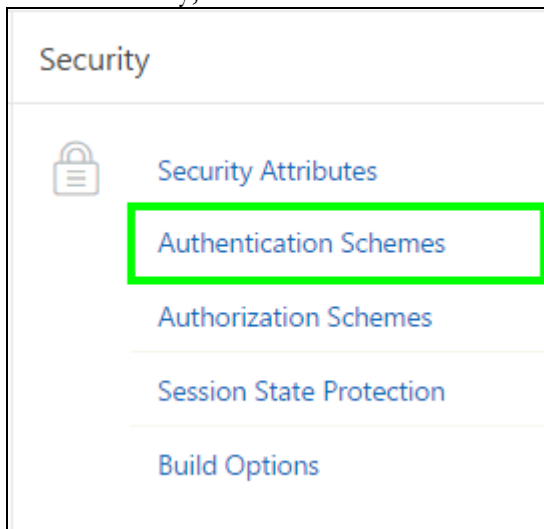 Security
Security Attributes
Authentication Schemes
Authorization Schemes
Session State Protection
Build Options